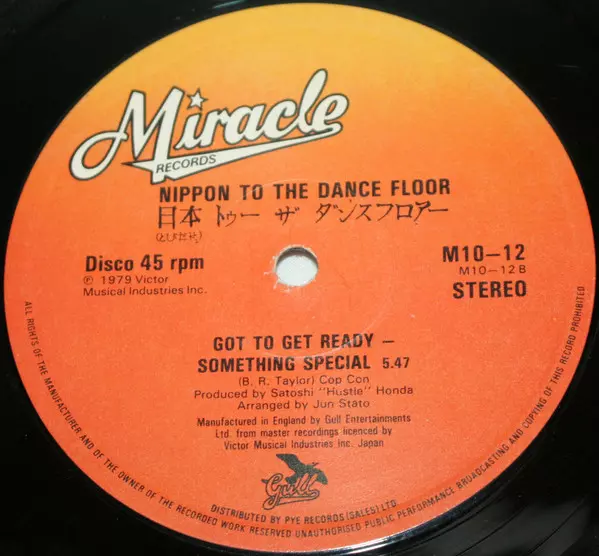 Miracle
RECORDS
NIPPON TO THE DANCE FLOOR
日本 トゥー ザ ダンスフロアー
(とびだせ)
Disco 45 rpm
Ⓟ 1979 Victor
Musical Industries Inc.
M10-12
M10-12B
STEREO
GOT TO GET READY –
SOMETHING SPECIAL 5.47
(B. R. Taylor) Cop Con
Produced by Satoshi "Hustle" Honda
Arranged by Jun Stato
Manufactured in England by Gull Entertainments
Ltd. from master recordings licenced by
Victor Musical Industries Inc. Japan
Gull
DISTRIBUTED BY PYE RECORDS (SALES) LTD.
ALL RIGHTS OF THE MANUFACTURER AND OF THE OWNER OF THE RECORDED WORK RESERVED UNAUTHORISED PUBLIC PERFORMANCE BROADCASTING AND COPYING OF THIS RECORD PROHIBITED